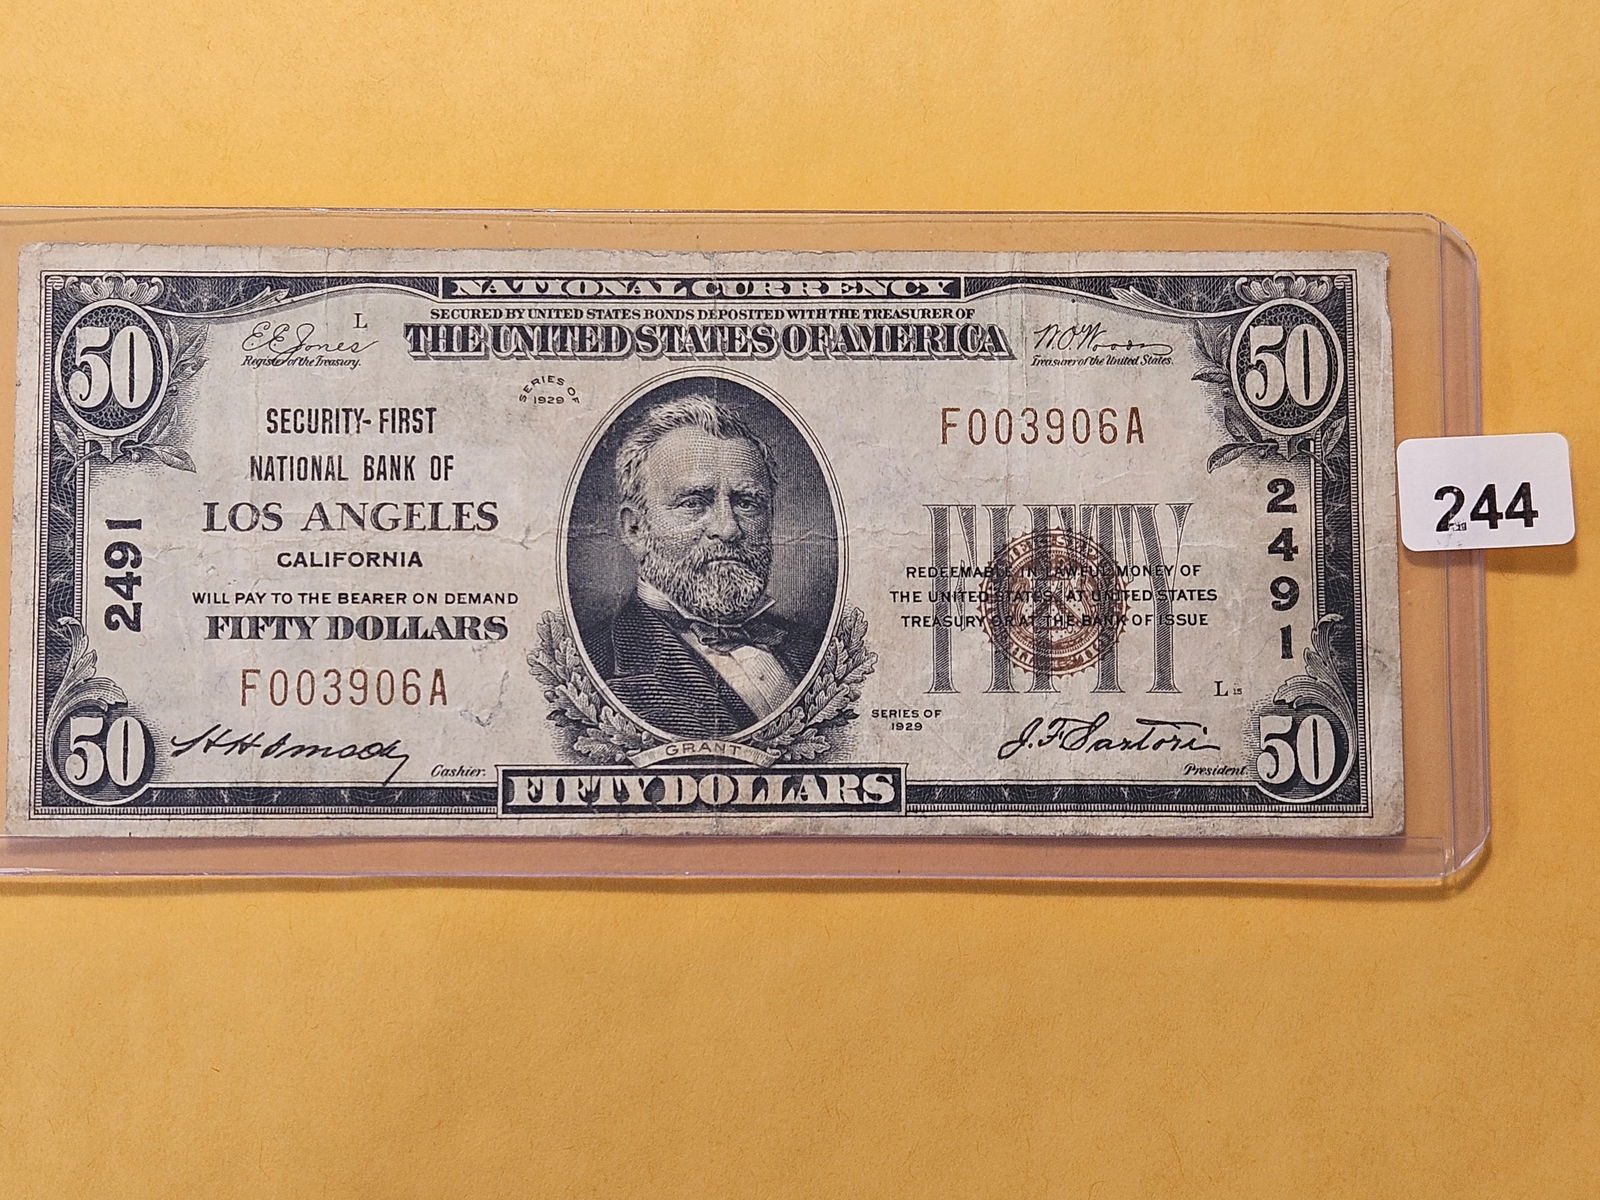 NATIONAL CURRENCY
SECURED BY UNITED STATES BONDS DEPOSITED WITH THE TREASURER OF
THE UNITED STATES OF AMERICA
50
50
L
E E Jones
Register of the Treasury.
W.O. Woods
Treasurer of the United States.
SERIES OF
1929
SECURITY-FIRST
NATIONAL BANK OF
LOS ANGELES
CALIFORNIA
WILL PAY TO THE BEARER ON DEMAND
FIFTY DOLLARS
F003906A
2491
F003906A
2491
FIFTY
REDEEMABLE IN LAWFUL MONEY OF
THE UNITED STATES, AT UNITED STATES
TREASURY OR AT THE BANK OF ISSUE
L 15
SERIES OF
1929
Cashier.
J.F. Sartori
President.
GRANT
50
FIFTY DOLLARS
50
244